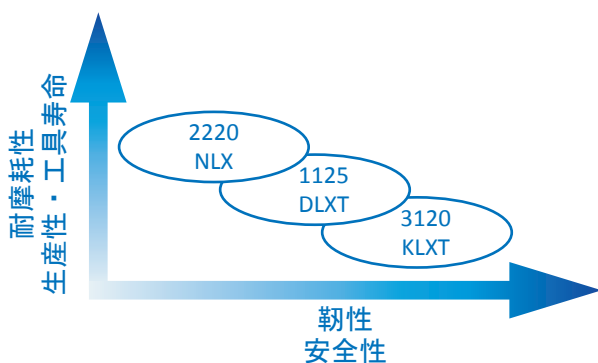 耐摩耗性
生産性・工具寿命
2220
NLX
1125
DLXT
3120
KLXT
靭性
安全性